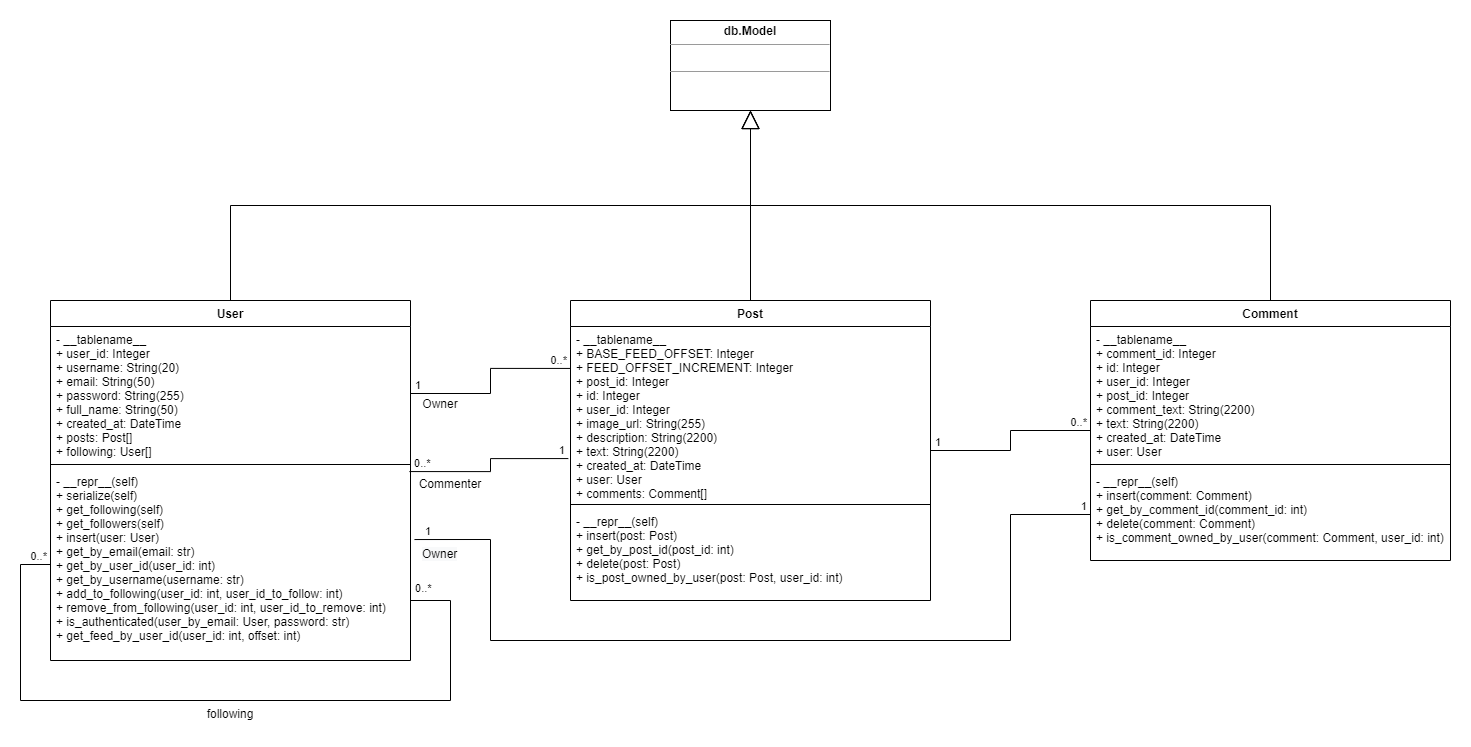 db.Model
User
- __tablename__
+ user_id: Integer
+ username: String(20)
+ email: String(50)
+ password: String(255)
+ full_name: String(50)
+ created_at: DateTime
+ posts: Post[]
+ following: User[]
- __repr__(self)
+ serialize(self)
+ get_following(self)
+ get_followers(self)
+ insert(user: User)
+ get_by_email(email: str)
+ get_by_user_id(user_id: int)
+ get_by_username(username: str)
+ add_to_following(user_id: int, user_id_to_follow: int)
+ remove_from_following(user_id: int, user_id_to_remove: int)
+ is_authenticated(user_by_email: User, password: str)
+ get_feed_by_user_id(user_id: int, offset: int)
0..*
0..*
following
1
Owner
0..*
0..*
Commenter
1
1
Owner
Post
- __tablename__
+ BASE_FEED_OFFSET: Integer
+ FEED_OFFSET_INCREMENT: Integer
+ post_id: Integer
+ id: Integer
+ user_id: Integer
+ image_url: String(255)
+ description: String(2200)
+ text: String(2200)
+ created_at: DateTime
+ user: User
+ comments: Comment[]
- __repr__(self)
+ insert(post: Post)
+ get_by_post_id(post_id: int)
+ delete(post: Post)
+ is_post_owned_by_user(post: Post, user_id: int)
1
0..*
1
Comment
- __tablename__
+ comment_id: Integer
+ id: Integer
+ user_id: Integer
+ post_id: Integer
+ comment_text: String(2200)
+ text: String(2200)
+ created_at: DateTime
+ user: User
- __repr__(self)
+ insert(comment: Comment)
+ get_by_comment_id(comment_id: int)
+ delete(comment: Comment)
+ is_comment_owned_by_user(comment: Comment, user_id: int)